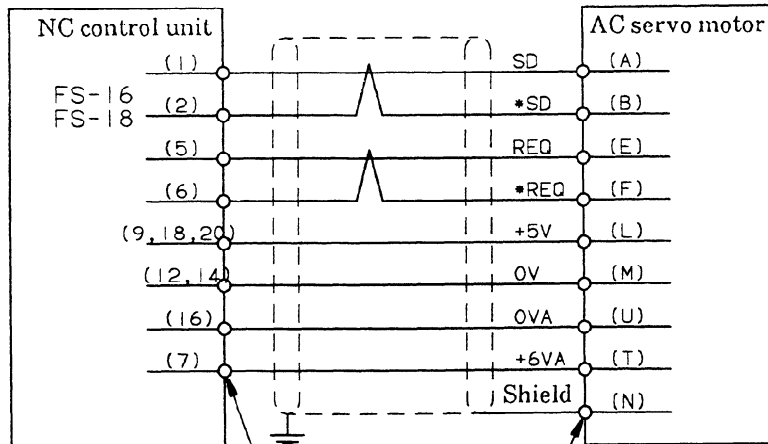 NC control unit
AC servo motor
(1) SD (A)
FS-16
FS-18
(2) *SD (B)
(5) REQ (E)
(6) *REQ (F)
(9,18,20) +5V (L)
(12,14) 0V (M)
(16) 0VA (U)
(7) +6VA (T)
Shield (N)